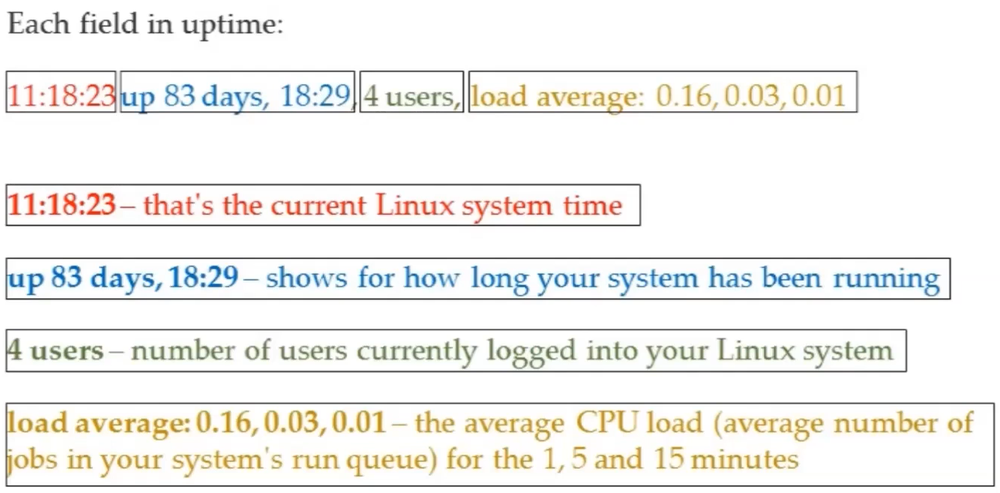 Each field in uptime:
11:18:23 up 83 days, 18:29, 4 users, load average: 0.16, 0.03, 0.01
11:18:23 – that's the current Linux system time
up 83 days, 18:29 – shows for how long your system has been running
4 users – number of users currently logged into your Linux system
load average: 0.16, 0.03, 0.01 – the average CPU load (average number of
jobs in your system's run queue) for the 1, 5 and 15 minutes